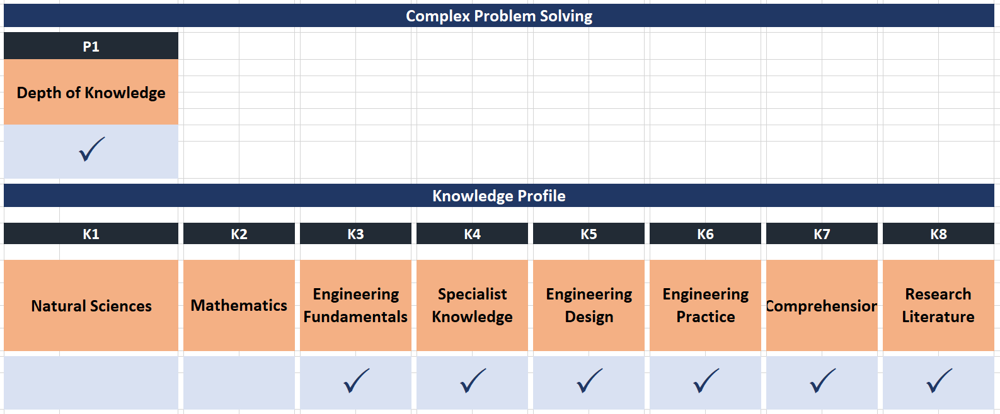 Complex Problem Solving
P1
Depth of Knowledge
✓
Knowledge Profile
K1 K2 K3 K4 K5 K6 K7 K8
Natural Sciences
Mathematics
Engineering
Fundamentals
Specialist
Knowledge
Engineering
Design
Engineering
Practice
Comprehension
Research
Literature
✓ ✓ ✓ ✓ ✓ ✓